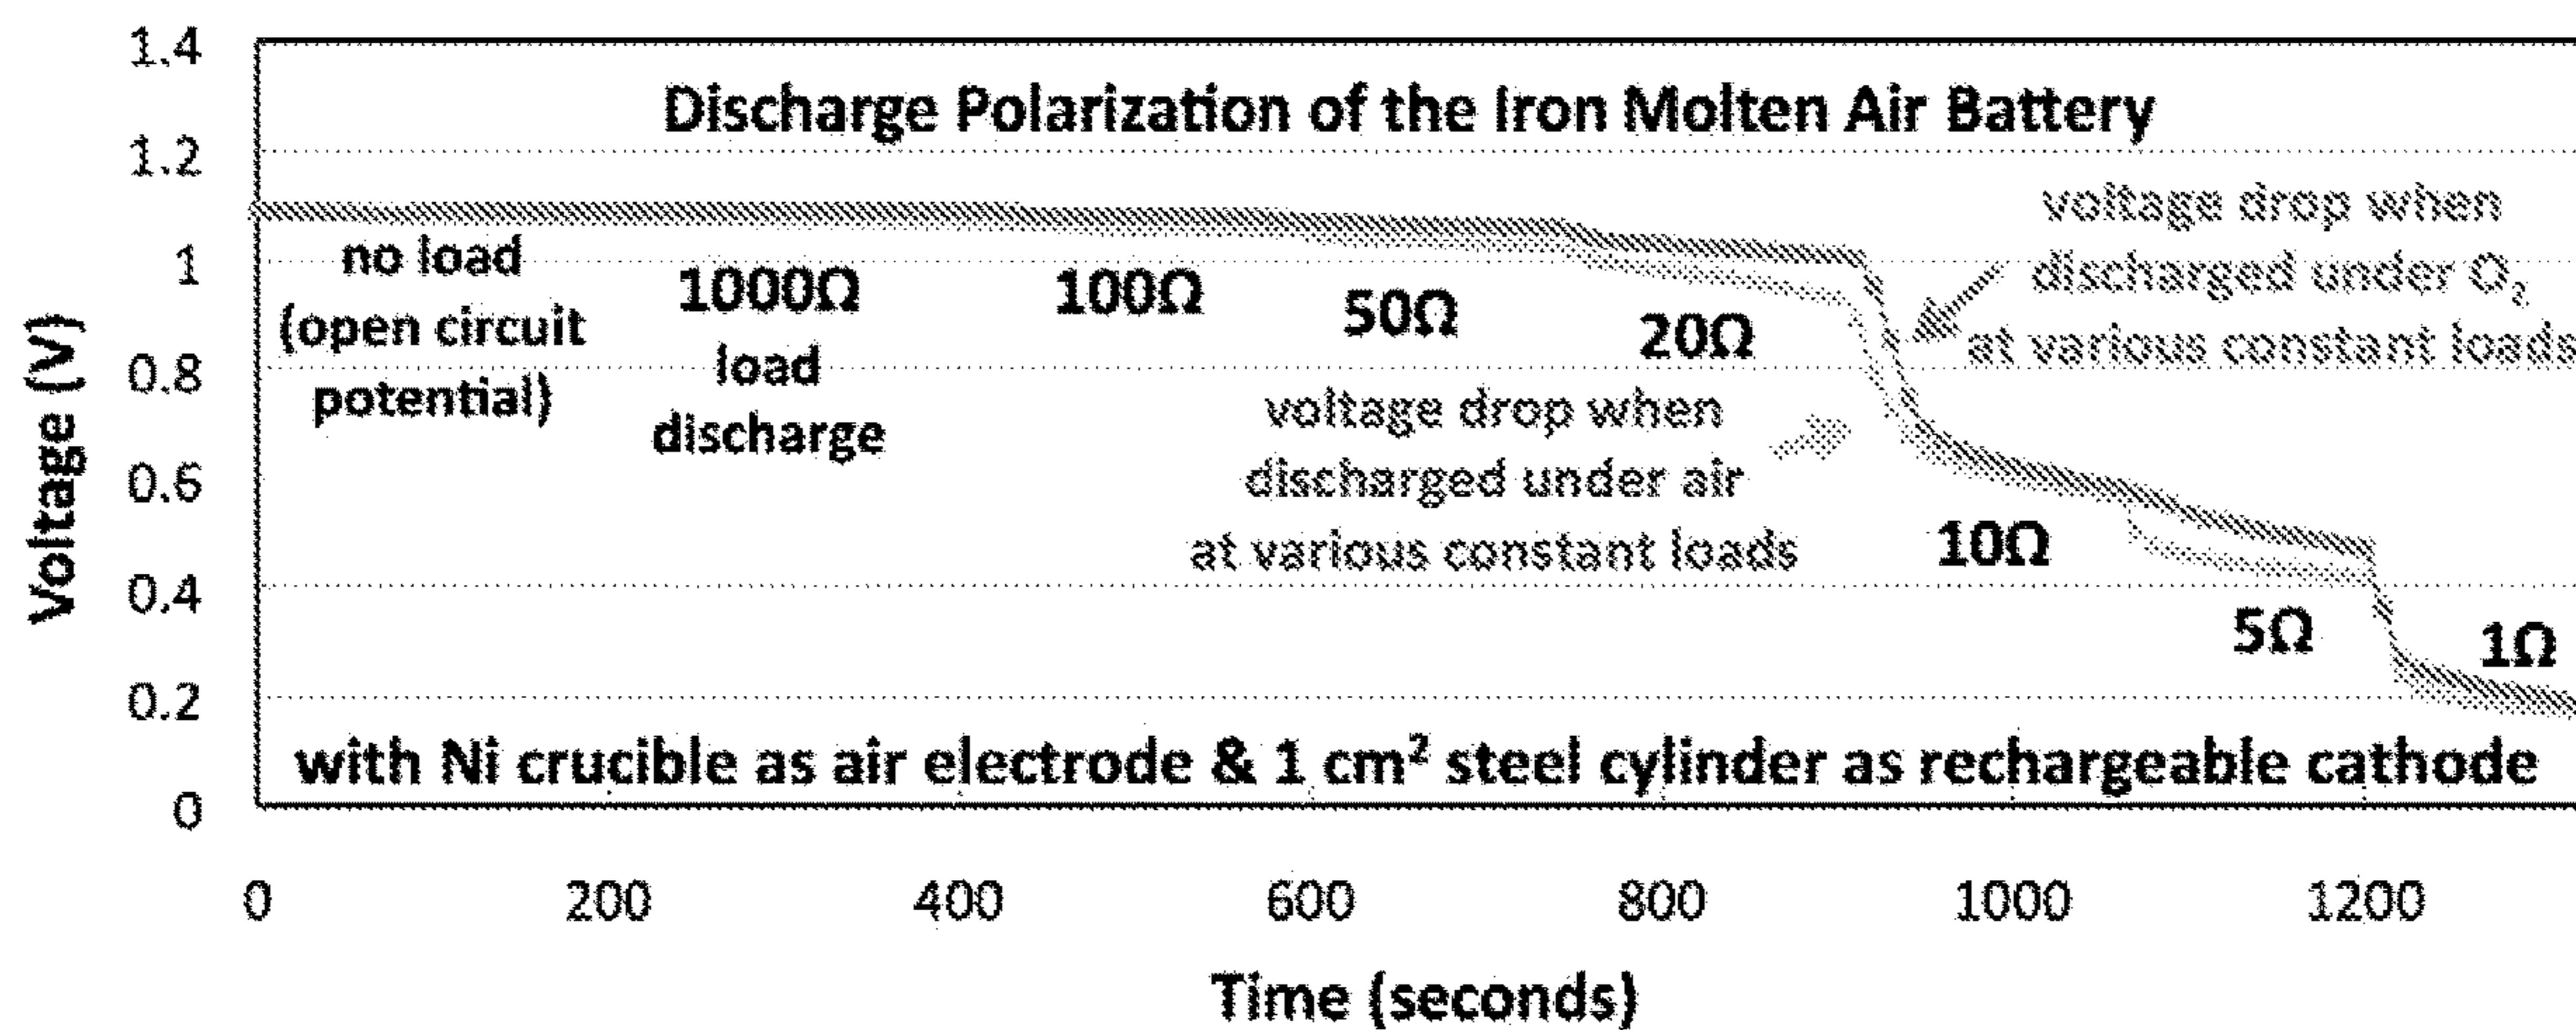 1.4
Discharge Polarization of the Iron Molten Air Battery
1.2
1
0.8
0.6
0.4
0.2
0
Voltage (V)
no load
(open circuit
potential)
1000Ω
load
discharge
100Ω
50Ω
20Ω
voltage drop when
discharged under O₂
at various constant loads
voltage drop when
discharged under air
at various constant loads
10Ω
5Ω
1Ω
with Ni crucible as air electrode & 1 cm² steel cylinder as rechargeable cathode
0 200 400 600 800 1000 1200
Time (seconds)